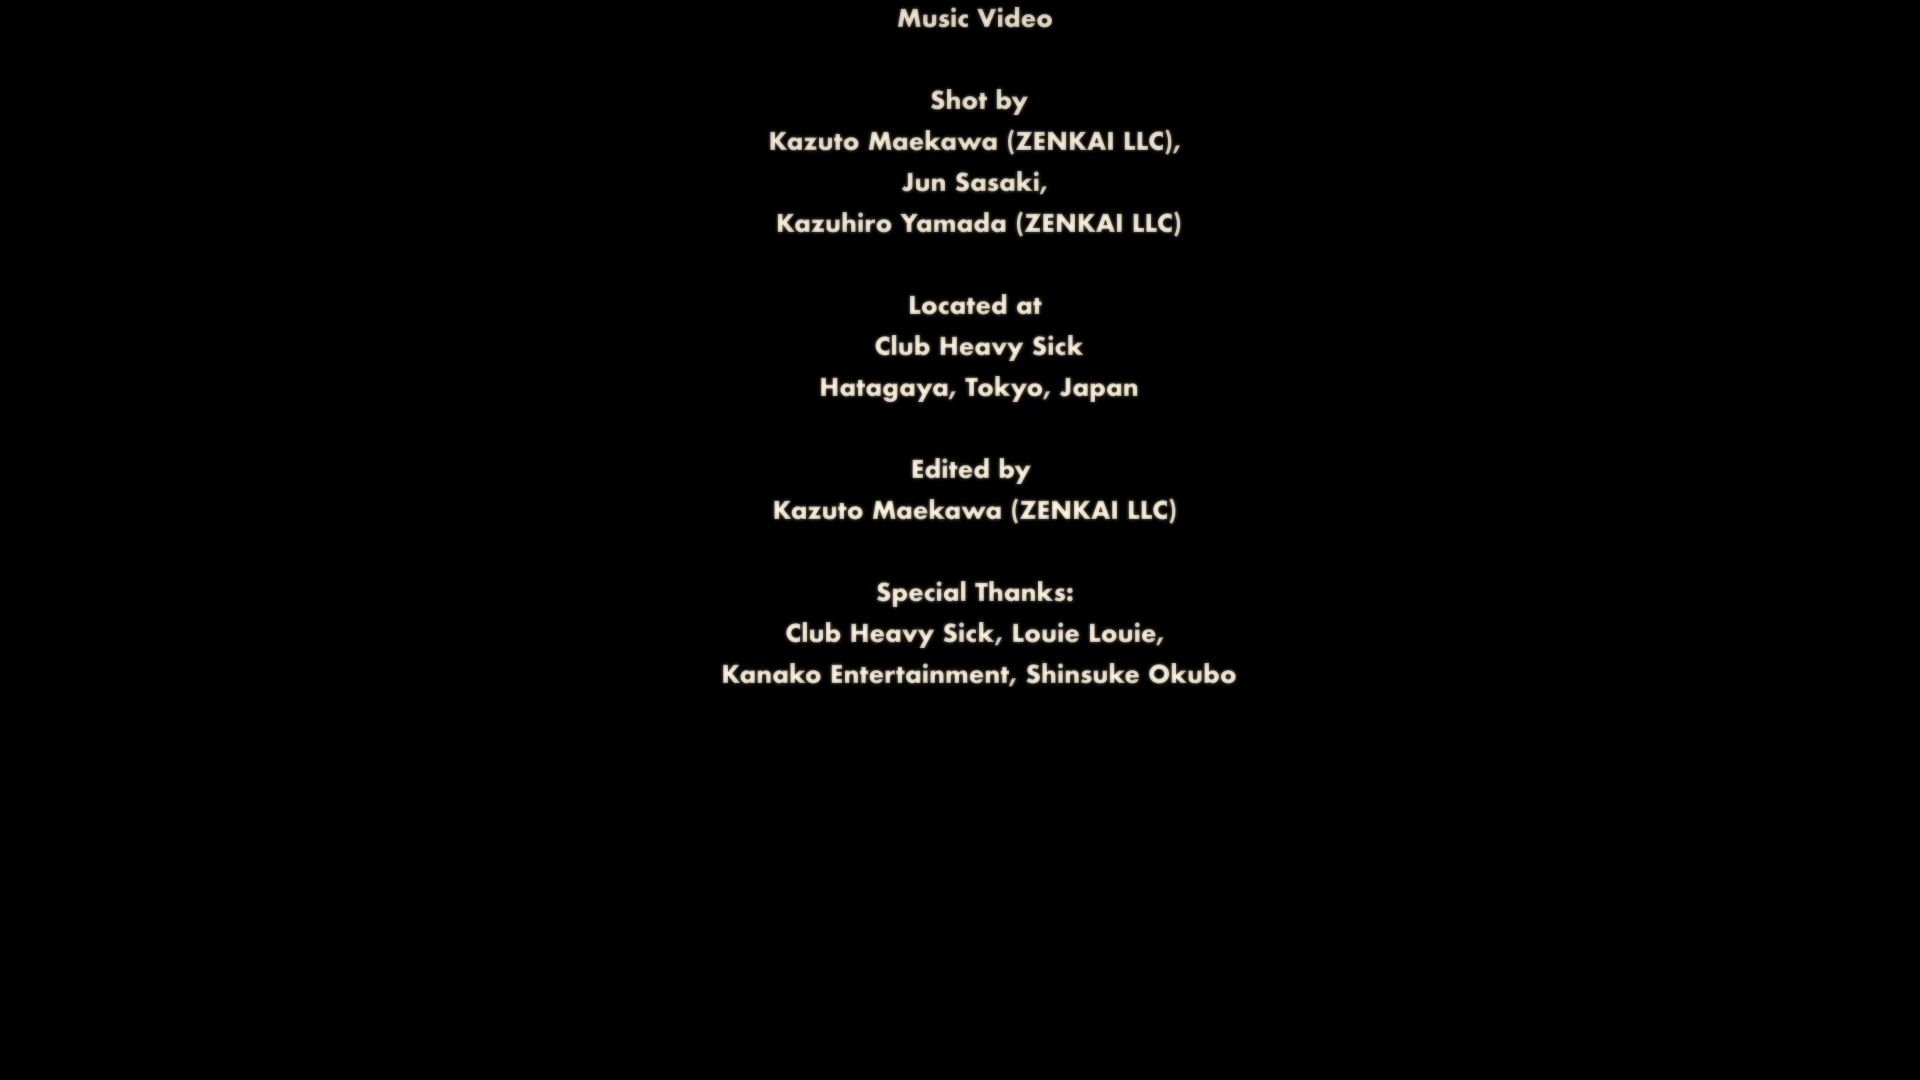 Music Video
Shot by
Kazuto Maekawa (ZENKAI LLC),
Jun Sasaki,
Kazuhiro Yamada (ZENKAI LLC)
Located at
Club Heavy Sick
Hatagaya, Tokyo, Japan
Edited by
Kazuto Maekawa (ZENKAI LLC)
Special Thanks:
Club Heavy Sick, Louie Louie,
Kanako Entertainment, Shinsuke Okubo